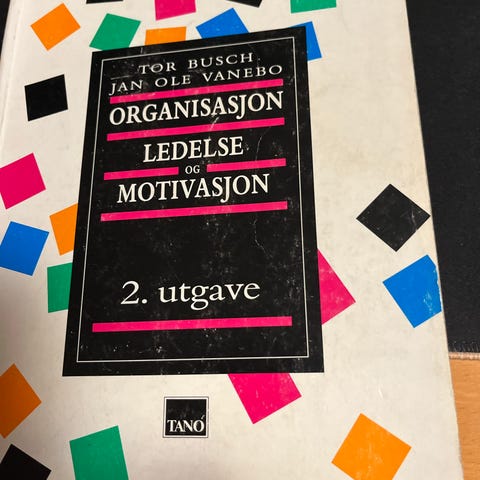 TOR BUSCH
JAN OLE VANEBO
ORGANISASJON
LEDELSE
OG
MOTIVASJON
2. utgave
TANO